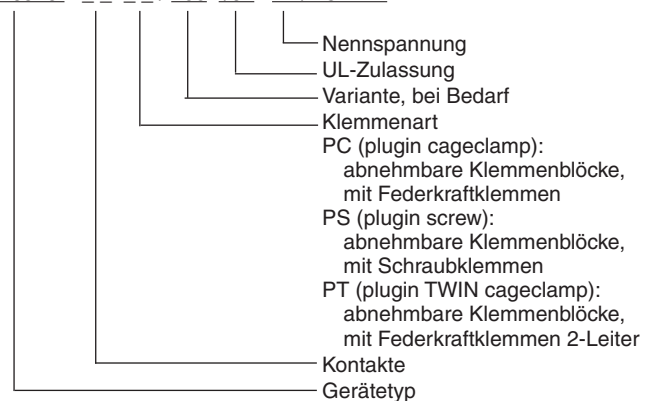 Nennspannung
UL-Zulassung
Variante, bei Bedarf
Klemmenart
PC (plugin cageclamp):
abnehmbare Klemmenblöcke,
mit Federkraftklemmen
PS (plugin screw):
abnehmbare Klemmenblöcke,
mit Schraubklemmen
PT (plugin TWIN cageclamp):
abnehmbare Klemmenblöcke,
mit Federkraftklemmen 2-Leiter
Kontakte
Gerätetyp